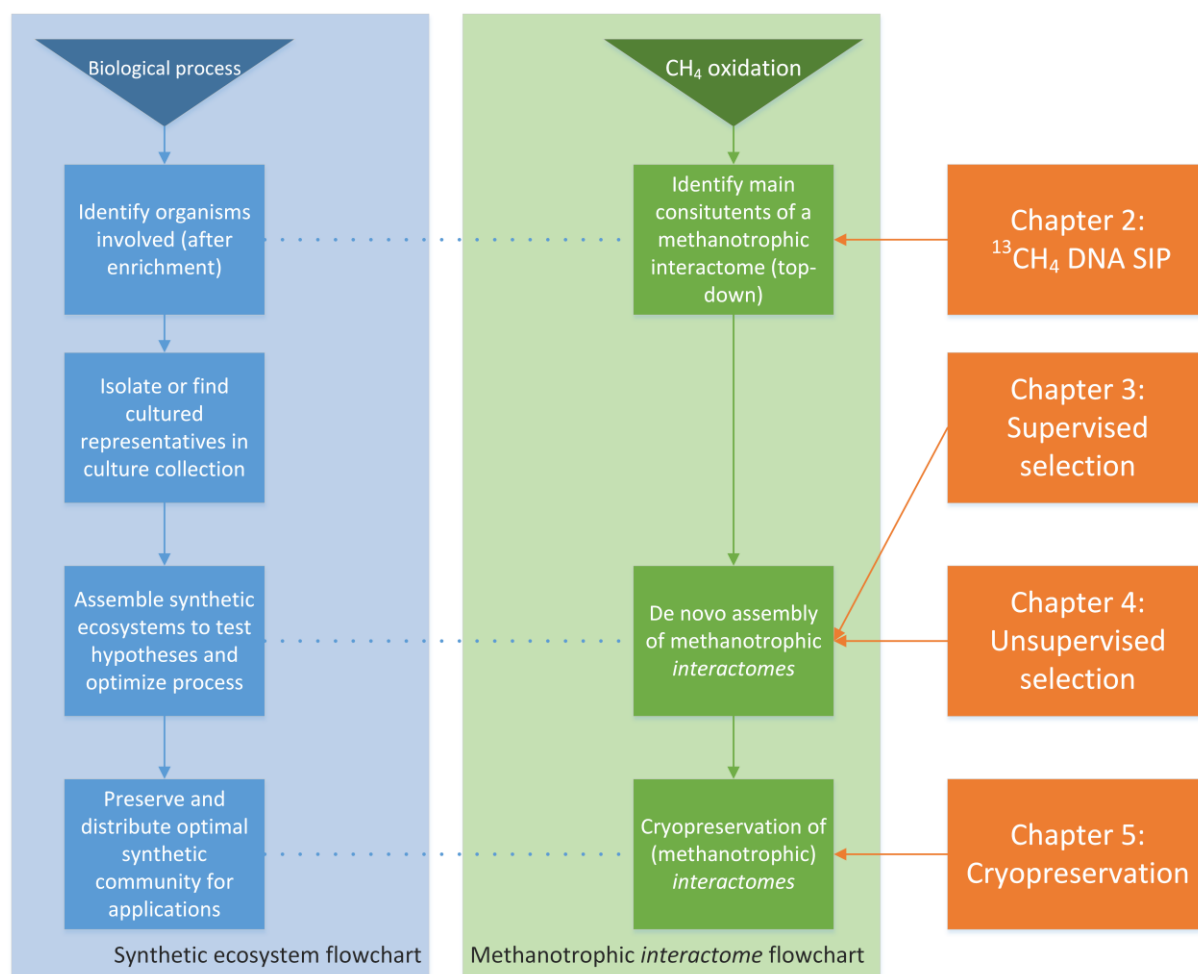 Biological process
Identify organisms
involved (after
enrichment)
Isolate or find
cultured
representatives in
culture collection
Assemble synthetic
ecosystems to test
hypotheses and
optimize process
Preserve and
distribute optimal
synthetic
community for
applications
Synthetic ecosystem flowchart
CH₄ oxidation
Identify main
consitutents of a
methanotrophic
interactome (top-
down)
De novo assembly
of methanotrophic
interactomes
Cryopreservation of
(methanotrophic)
interactomes
Methanotrophic interactome flowchart
Chapter 2:
¹³CH₄ DNA SIP
Chapter 3:
Supervised
selection
Chapter 4:
Unsupervised
selection
Chapter 5:
Cryopreservation